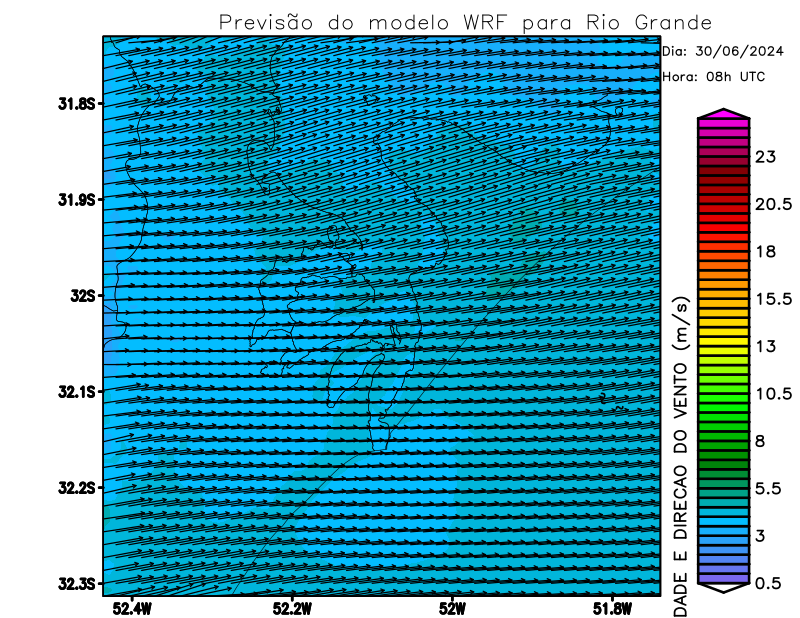 Previsão do modelo WRF para Rio Grande
Dia: 30/06/2024
Hora: 08h UTC
31.8S
31.9S
32S
32.1S
32.2S
32.3S
52.4W
52.2W
52W
51.8W
23
20.5
18
15.5
13
10.5
8
5.5
3
0.5
DADE E DIRECAO DO VENTO (m/s)